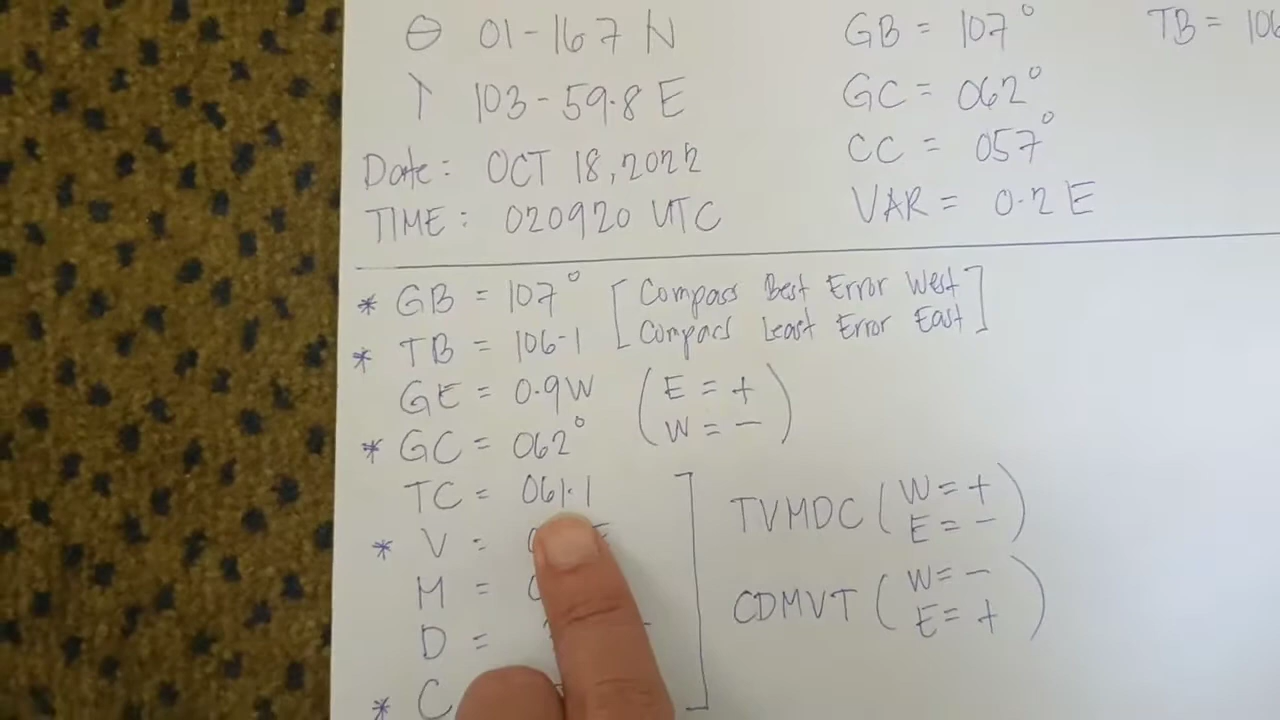 θ 01-16.7 N
λ 103-59.8 E
Date: OCT 18, 2022
TIME: 020920 UTC
GB = 107°
GC = 062°
CC = 057°
VAR = 0.2 E
TB = 106
* GB = 107° [Compass Best Error West]
* TB = 106-1 [Compass Least Error East]
GE = 0.9W (E = +
W = -)
* GC = 062°
TC = 061.1
* V =
M =
D =
* C
TVMDC (W = +
E = -)
CDMVT (W = -
E = +)